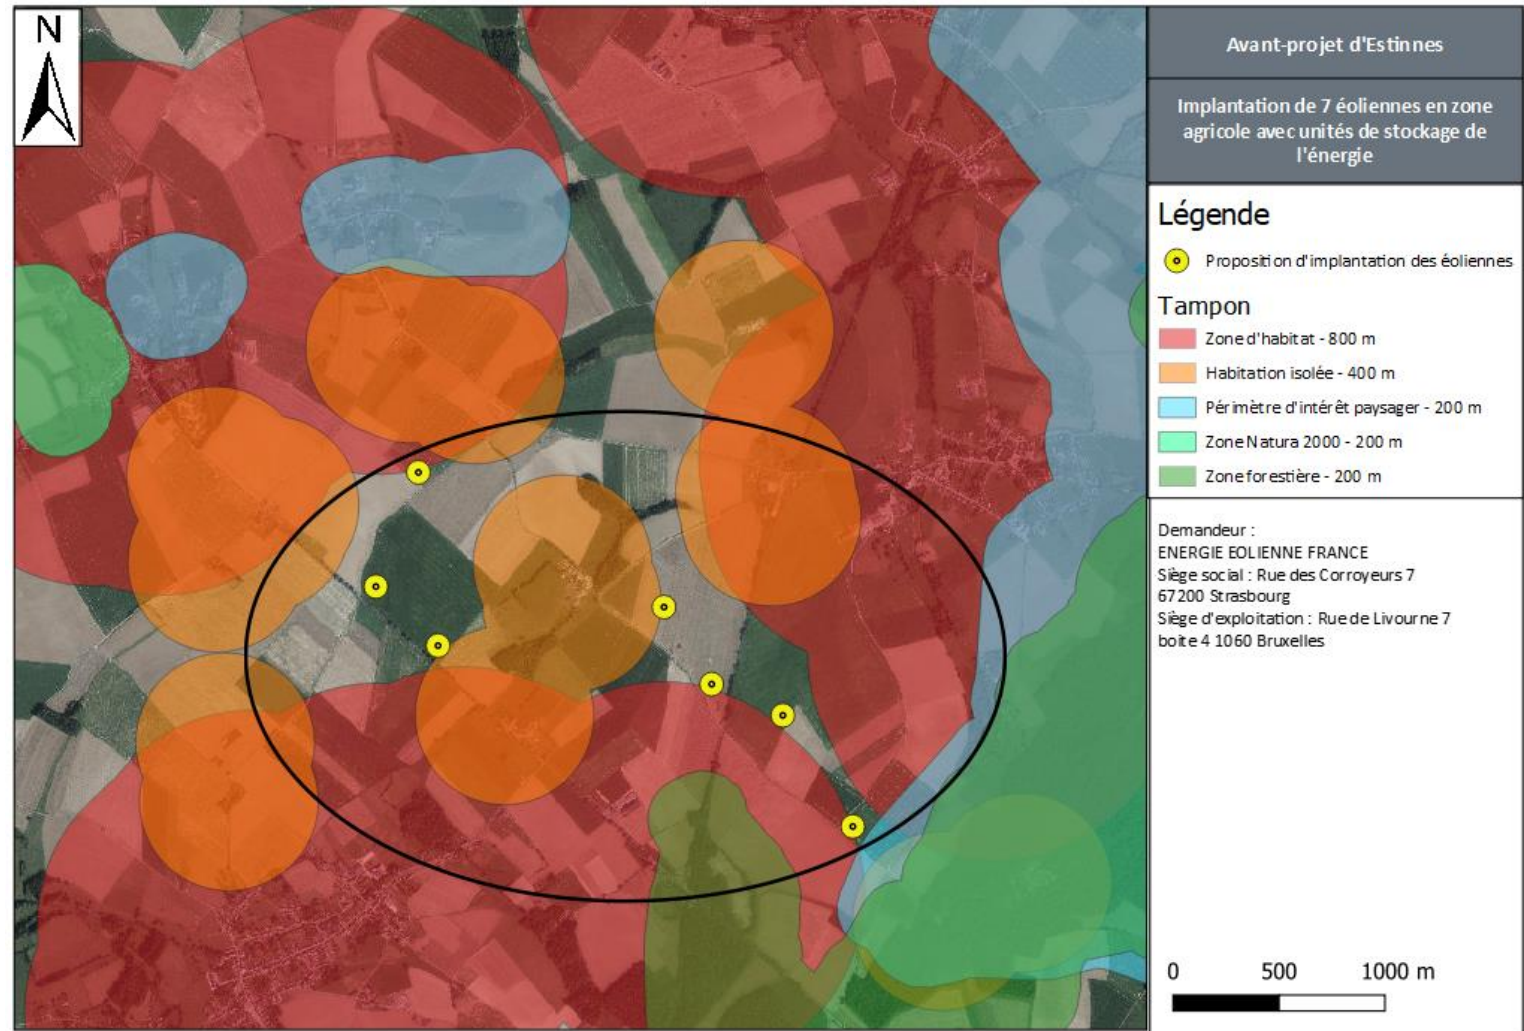 N
Avant-projet d'Estinnes
Implantation de 7 éoliennes en zone
agricole avec unités de stockage de
l'énergie
Légende
Proposition d'implantation des éoliennes
Tampon
Zone d'habitat - 800 m
Habitation isolée - 400 m
Périmètre d'intérêt paysager - 200 m
Zone Natura 2000 - 200 m
Zone forestière - 200 m
Demandeur :
ENERGIE EOLIENNE FRANCE
Siège social : Rue des Corroyeurs 7
67200 Strasbourg
Siège d'exploitation : Rue de Livourne 7
boite 4 1060 Bruxelles
0 500 1000 m